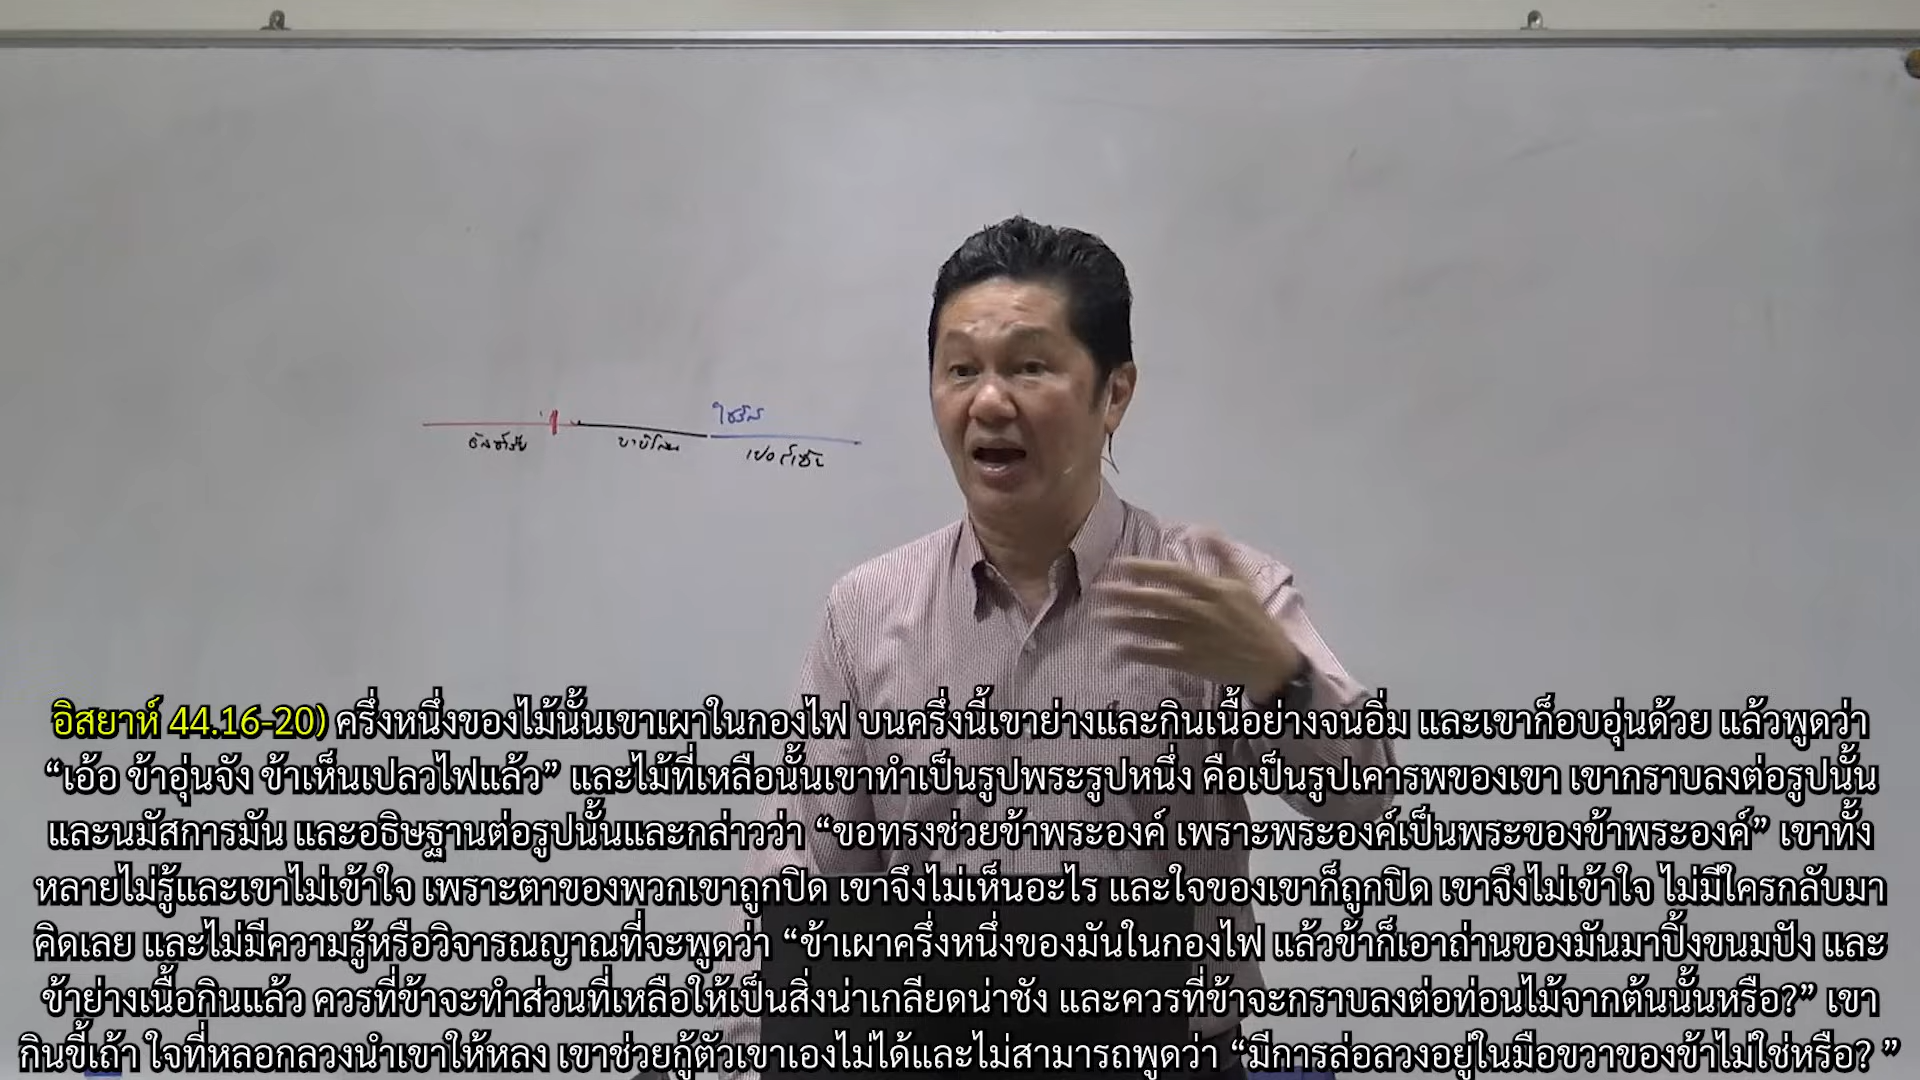 ไซรัส
อัสซีเรีย
บาบิโลน
เปอร์เซีย
อิสยาห์ 44.16-20) ครึ่งหนึ่งของไม้นั้นเขาเผาในกองไฟ บนครึ่งนี้เขาย่างและกินเนื้อย่างจนอิ่ม และเขาก็อบอุ่นด้วย แล้วพูดว่า
“เอ้อ ข้าอุ่นจัง ข้าเห็นเปลวไฟแล้ว” และไม้ที่เหลือนั้นเขาทำเป็นรูปพระรูปหนึ่ง คือเป็นรูปเคารพของเขา เขากราบลงต่อรูปนั้น
และนมัสการมัน และอธิษฐานต่อรูปนั้นและกล่าวว่า “ขอทรงช่วยข้าพระองค์ เพราะพระองค์เป็นพระของข้าพระองค์” เขาทั้ง
หลายไม่รู้และเขาไม่เข้าใจ เพราะตาของพวกเขาถูกปิด เขาจึงไม่เห็นอะไร และใจของเขาก็ถูกปิด เขาจึงไม่เข้าใจ ไม่มีใครกลับมา
คิดเลย และไม่มีความรู้หรือวิจารณญาณที่จะพูดว่า “ข้าเผาครึ่งหนึ่งของมันในกองไฟ แล้วข้าก็เอาถ่านของมันมาปิ้งขนมปัง และ
ข้าย่างเนื้อกินแล้ว ควรที่ข้าจะทำส่วนที่เหลือให้เป็นสิ่งน่าเกลียดน่าชัง และควรที่ข้าจะกราบลงต่อท่อนไม้จากต้นนั้นหรือ?” เขา
กินขี้เถ้า ใจที่หลอกลวงนำเขาให้หลง เขาช่วยกู้ตัวเขาเองไม่ได้และไม่สามารถพูดว่า “มีการล่อลวงอยู่ในมือขวาของข้าไม่ใช่หรือ? ”